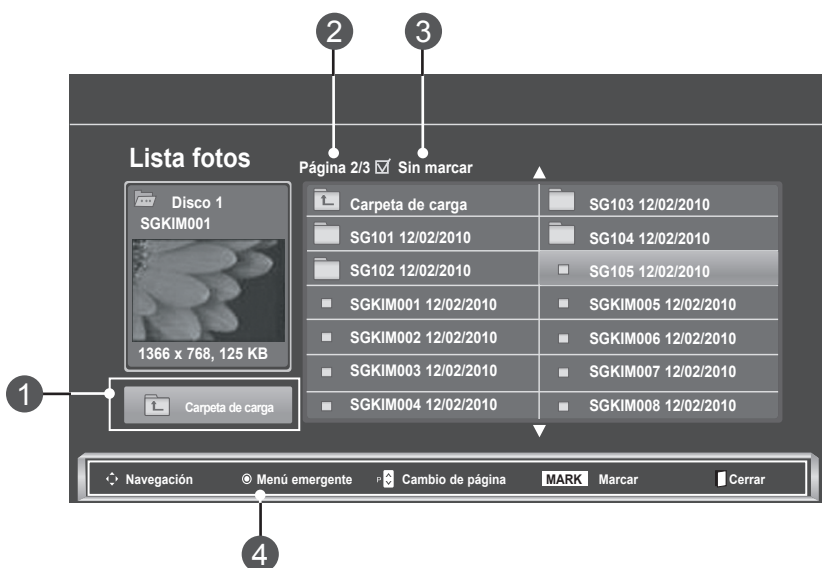 2 3
Lista fotos
Página 2/3 Sin marcar
Disco 1
SGKIM001
1366 x 768, 125 KB
1
Carpeta de carga
Carpeta de carga
SG101 12/02/2010
SG102 12/02/2010
SGKIM001 12/02/2010
SGKIM002 12/02/2010
SGKIM003 12/02/2010
SGKIM004 12/02/2010
SG103 12/02/2010
SG104 12/02/2010
SG105 12/02/2010
SGKIM005 12/02/2010
SGKIM006 12/02/2010
SGKIM007 12/02/2010
SGKIM008 12/02/2010
Navegación Menú emergente P Cambio de página MARK Marcar Cerrar
4